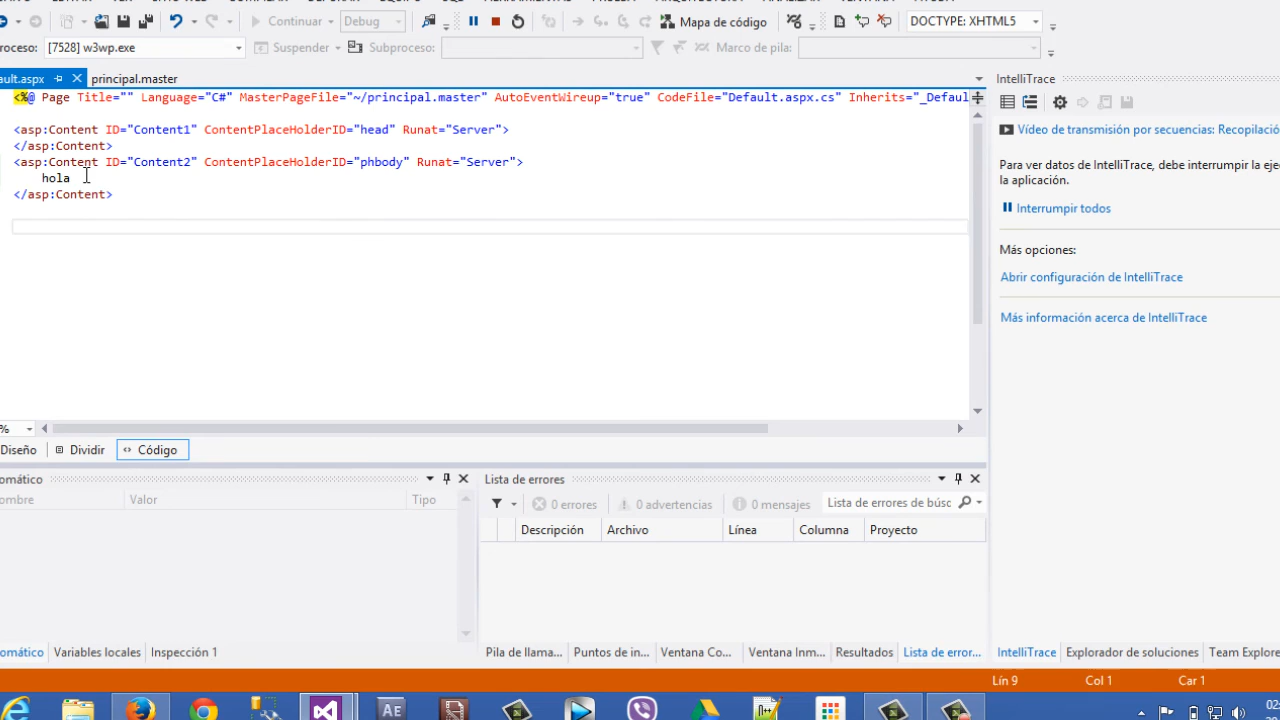 Continuar Debug Mapa de código DOCTYPE: XHTML5
roceso: [7528] w3wp.exe Suspender Subproceso: Marco de pila:
ault.aspx principal.master
<%@ Page Title="" Language="C#" MasterPageFile="~/principal.master" AutoEventWireup="true" CodeFile="Default.aspx.cs" Inherits="_Defaul
<asp:Content ID="Content1" ContentPlaceHolderID="head" Runat="Server">
</asp:Content>
<asp:Content ID="Content2" ContentPlaceHolderID="phbody" Runat="Server">
hola
</asp:Content>
% 
Diseño Dividir Código
IntelliTrace
Vídeo de transmisión por secuencias: Recopilació
Para ver datos de IntelliTrace, debe interrumpir la ejecución
la aplicación.
Interrumpir todos
Más opciones:
Abrir configuración de IntelliTrace
Más información acerca de IntelliTrace
omático
ombre Valor Tipo
Lista de errores
0 errores 0 advertencias 0 mensajes Lista de errores de búsc
Descripción Archivo Línea Columna Proyecto
omático Variables locales Inspección 1
Pila de llama... Puntos de in... Ventana Co... Ventana Inm... Resultados Lista de error...
IntelliTrace Explorador de soluciones Team Explore
Lín 9 Col 1 Car 1
Ae
02